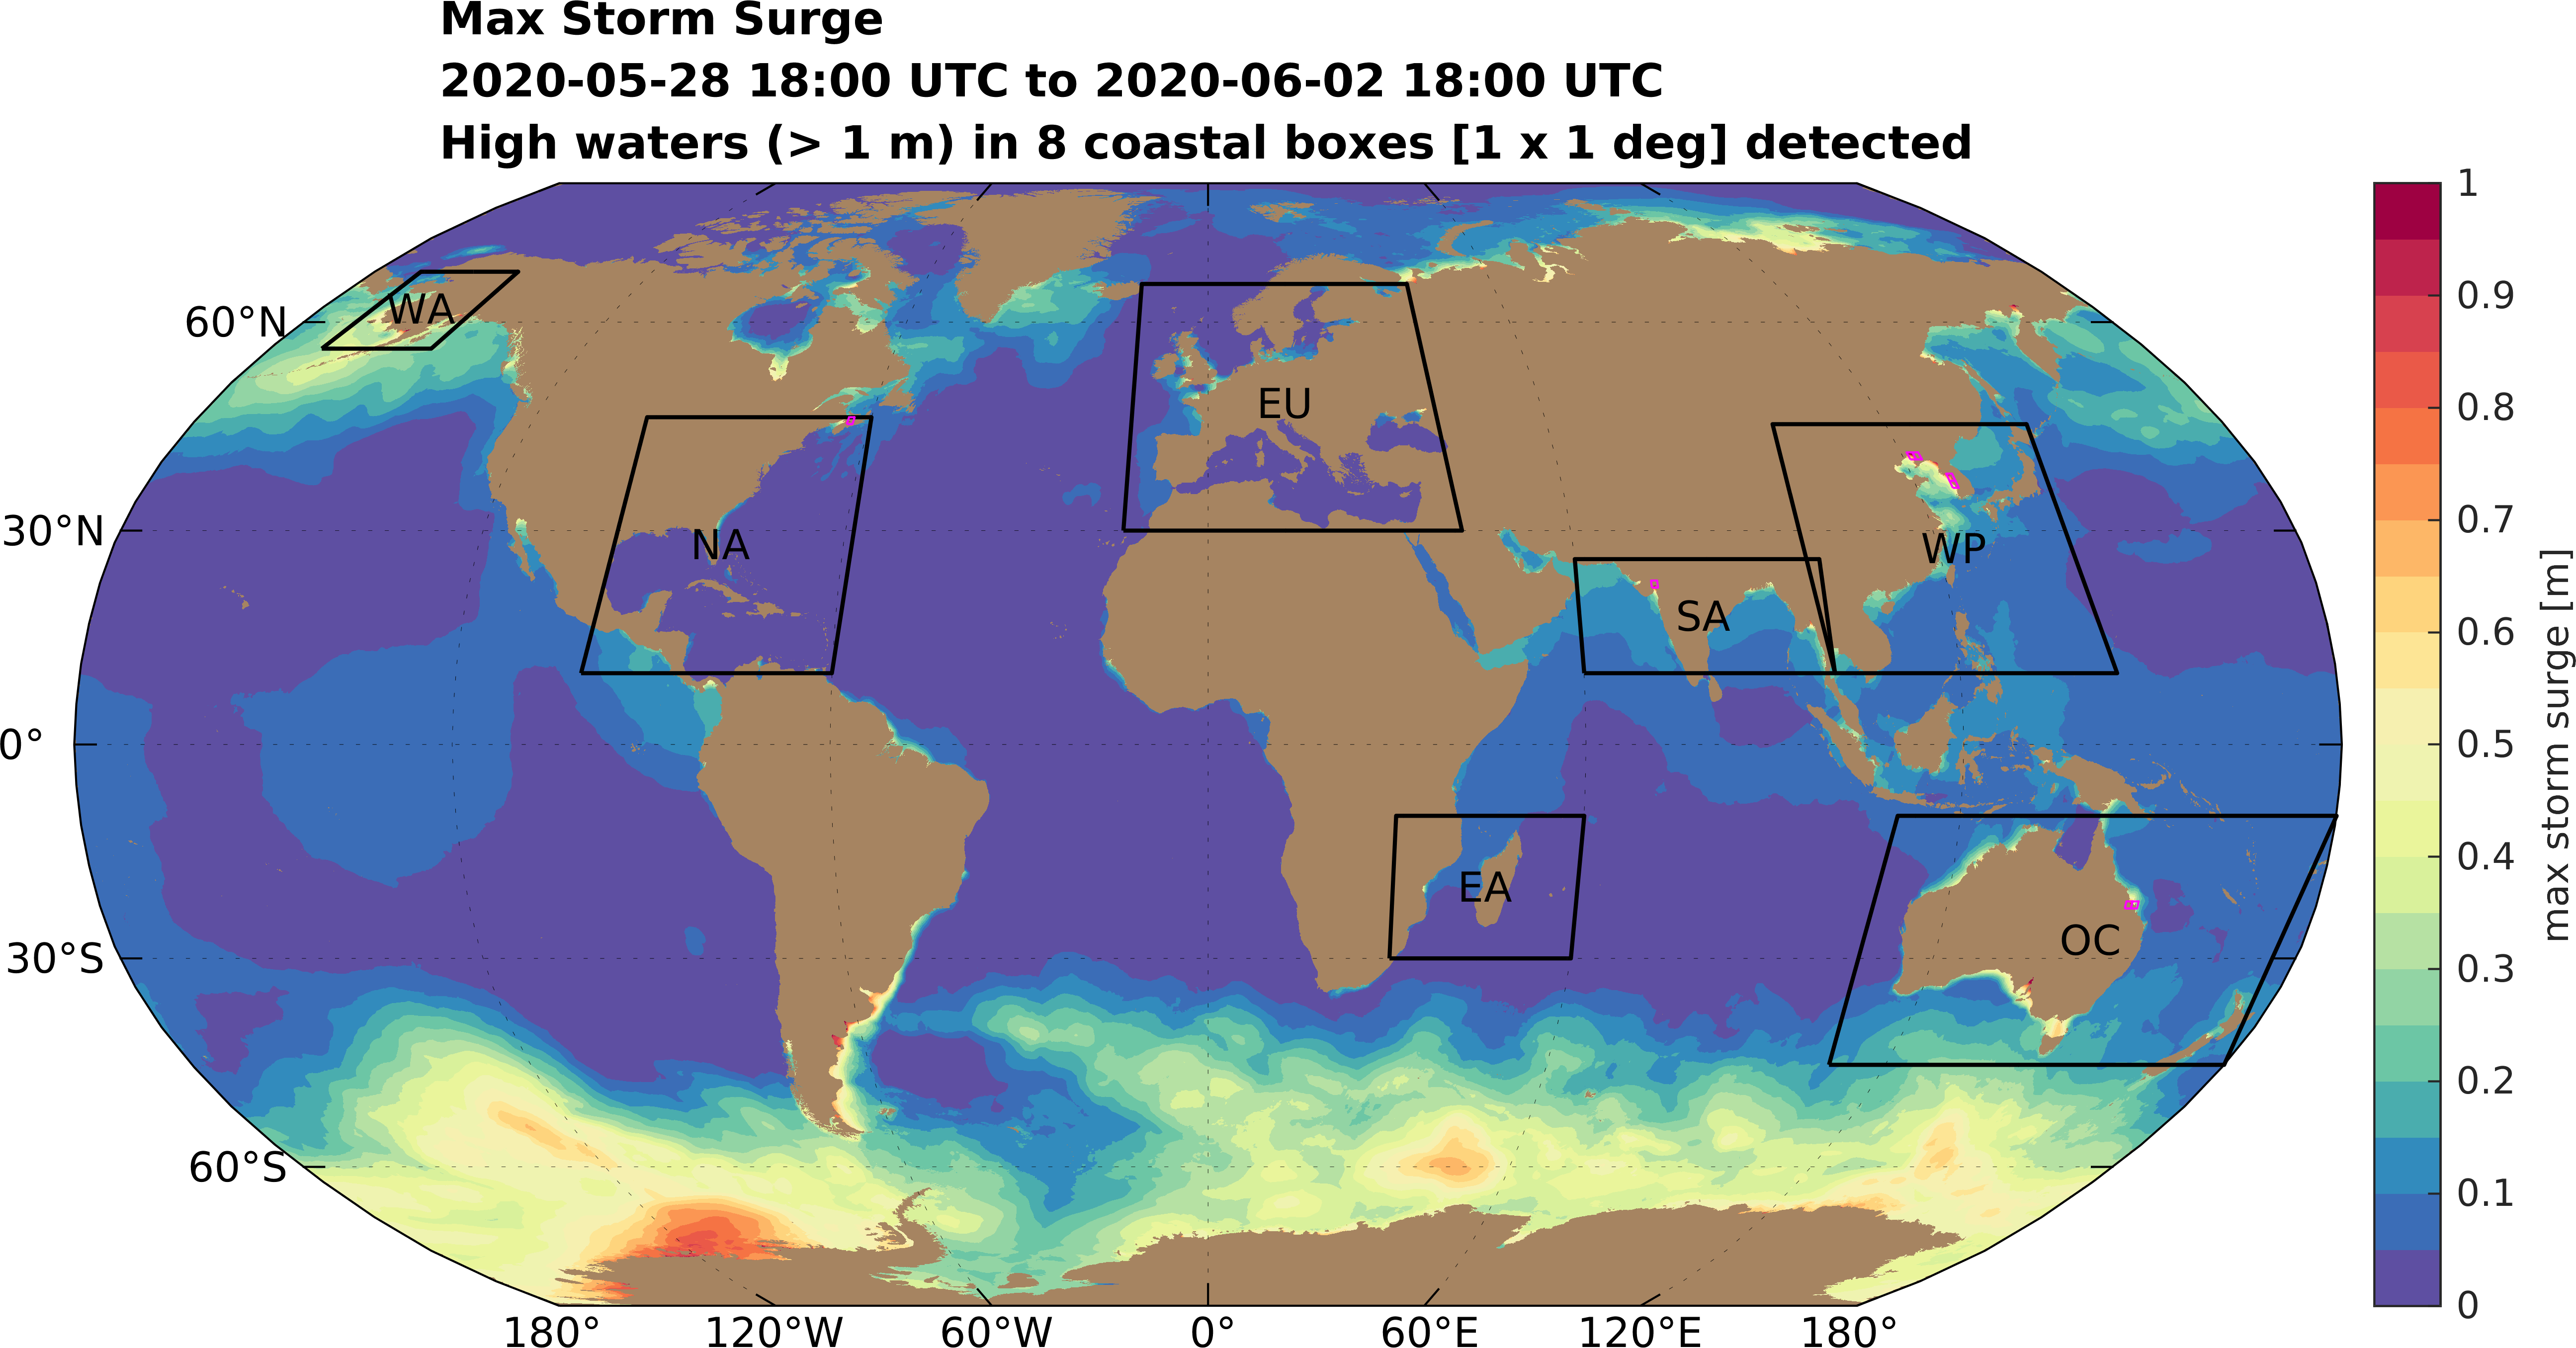 Max Storm Surge
2020-05-28 18:00 UTC to 2020-06-02 18:00 UTC
High waters (> 1 m) in 8 coastal boxes [1 x 1 deg] detected
60°N
30°N
0°
30°S
60°S
WA
NA
EU
SA
WP
EA
OC
180°
120°W
60°W
0°
60°E
120°E
180°
1
0.9
0.8
0.7
0.6
0.5
0.4
0.3
0.2
0.1
0
max storm surge [m]